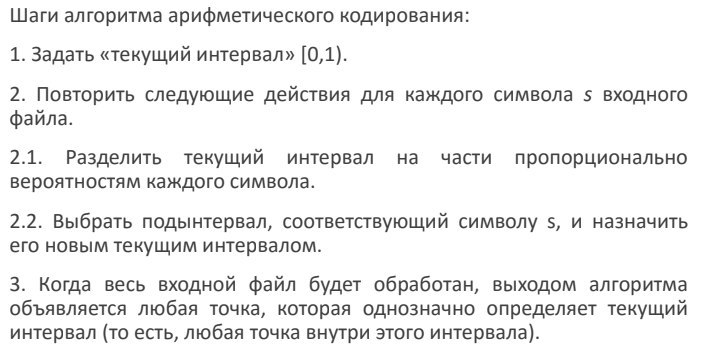 Шаги алгоритма арифметического кодирования:
1. Задать «текущий интервал» [0,1).
2. Повторить следующие действия для каждого символа s входного
файла.
2.1. Разделить текущий интервал на части пропорционально
вероятностям каждого символа.
2.2. Выбрать подынтервал, соответствующий символу s, и назначить
его новым текущим интервалом.
3. Когда весь входной файл будет обработан, выходом алгоритма
объявляется любая точка, которая однозначно определяет текущий
интервал (то есть, любая точка внутри этого интервала).